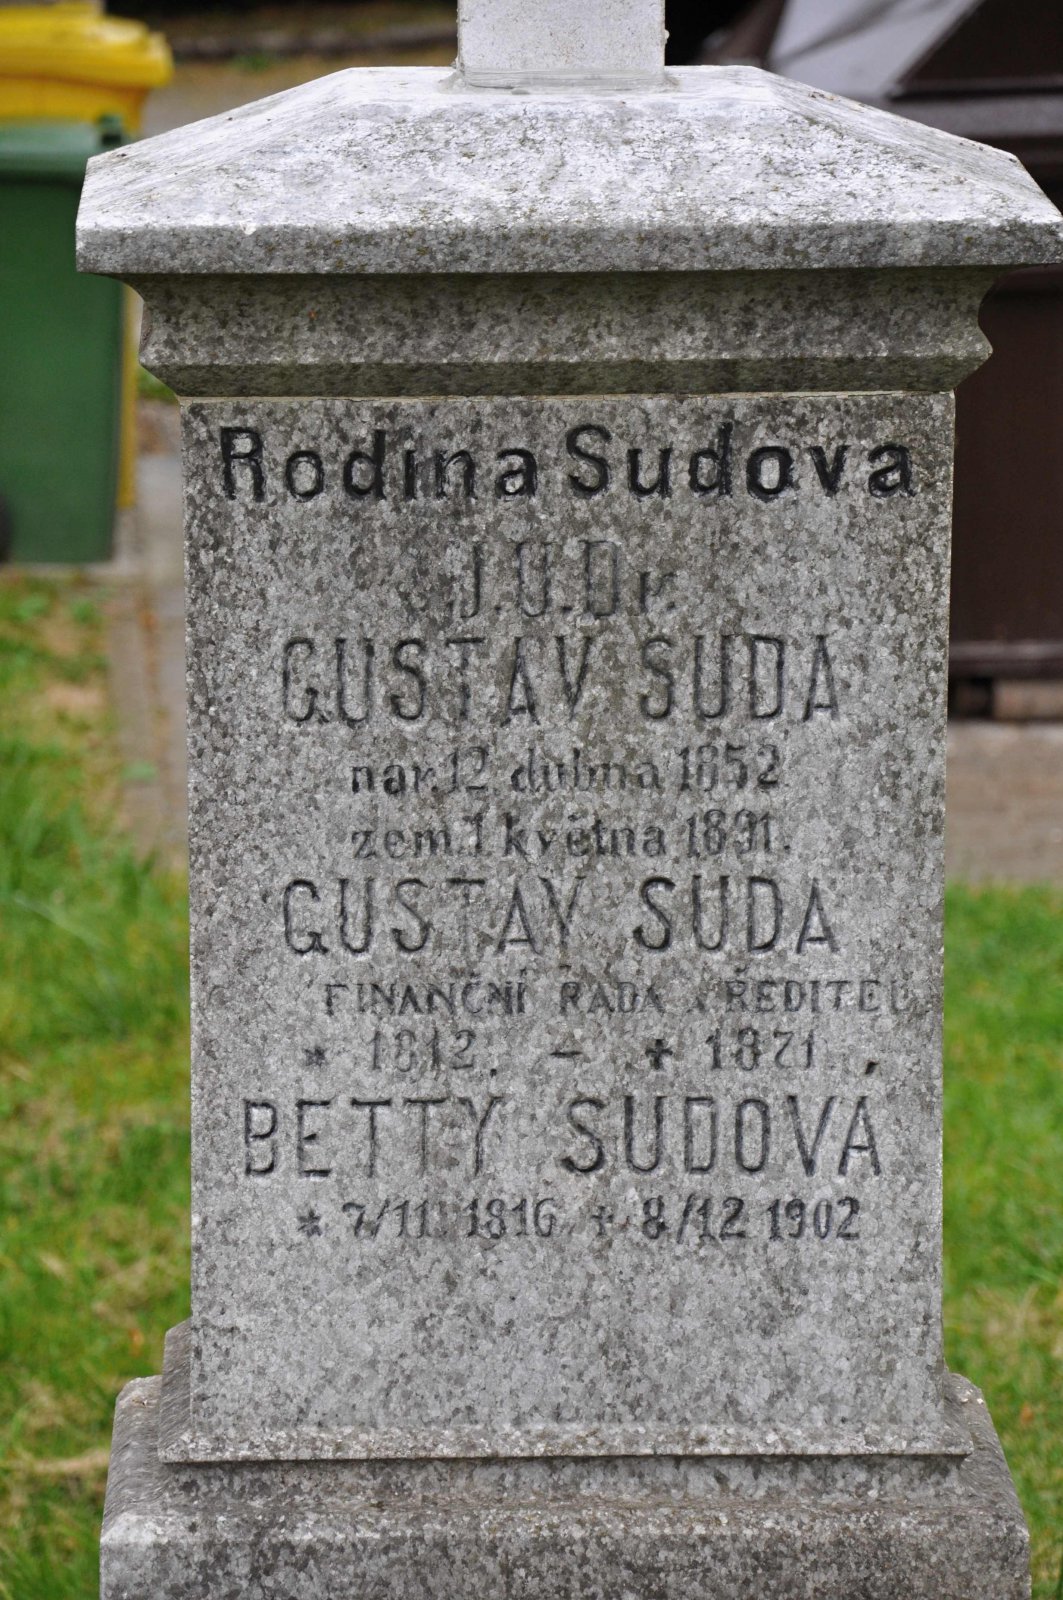 Rodina Sudova
J.U.Dr.
GUSTAV SUDA
nar. 12. dubna 1852
zem. 1. května 1891.
GUSTAV SUDA
FINANČNÍ RADA A ŘEDITEL
* 1812. – + 1871.
BETTY SUDOVÁ
* 7/11 1816 + 8/12 1902